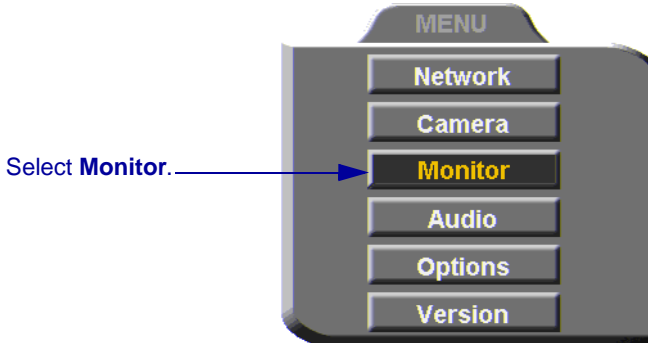 MENU
Network
Camera
Select Monitor.
Monitor
Audio
Options
Version